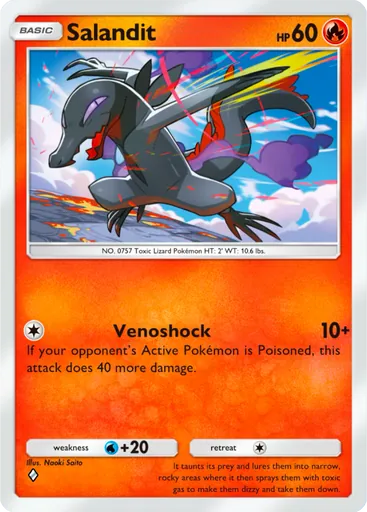 BASIC
Salandit
HP 60
NO. 0757 Toxic Lizard Pokémon HT: 2' WT: 10.6 lbs.
Venoshock 10+
If your opponent's Active Pokémon is Poisoned, this
attack does 40 more damage.
weakness +20 retreat
Illus. Naoki Saito
It taunts its prey and lures them into narrow,
rocky areas where it then sprays them with toxic
gas to make them dizzy and take them down.